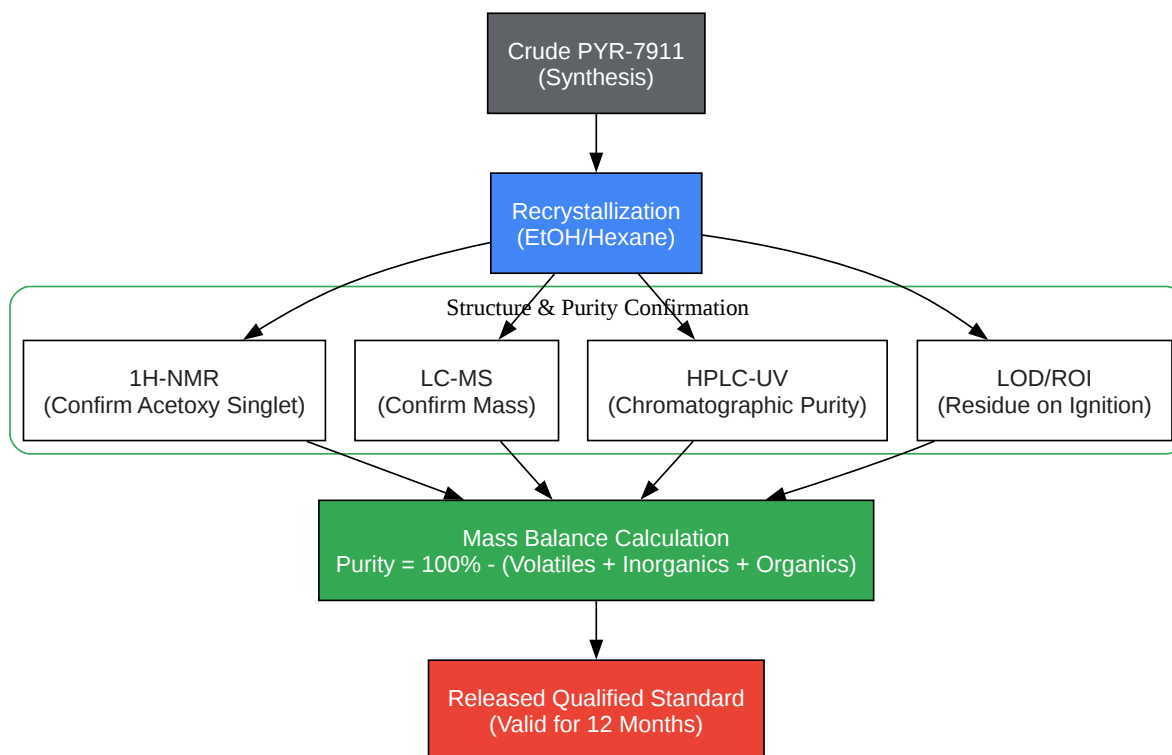 Crude PYR-7911
(Synthesis)
Recrystallization
(EtOH/Hexane)
Structure & Purity Confirmation
1H-NMR
(Confirm Acetoxy Singlet)
LC-MS
(Confirm Mass)
HPLC-UV
(Chromatographic Purity)
LOD/ROI
(Residue on Ignition)
Mass Balance Calculation
Purity = 100% - (Volatiles + Inorganics + Organics)
Released Qualified Standard
(Valid for 12 Months)